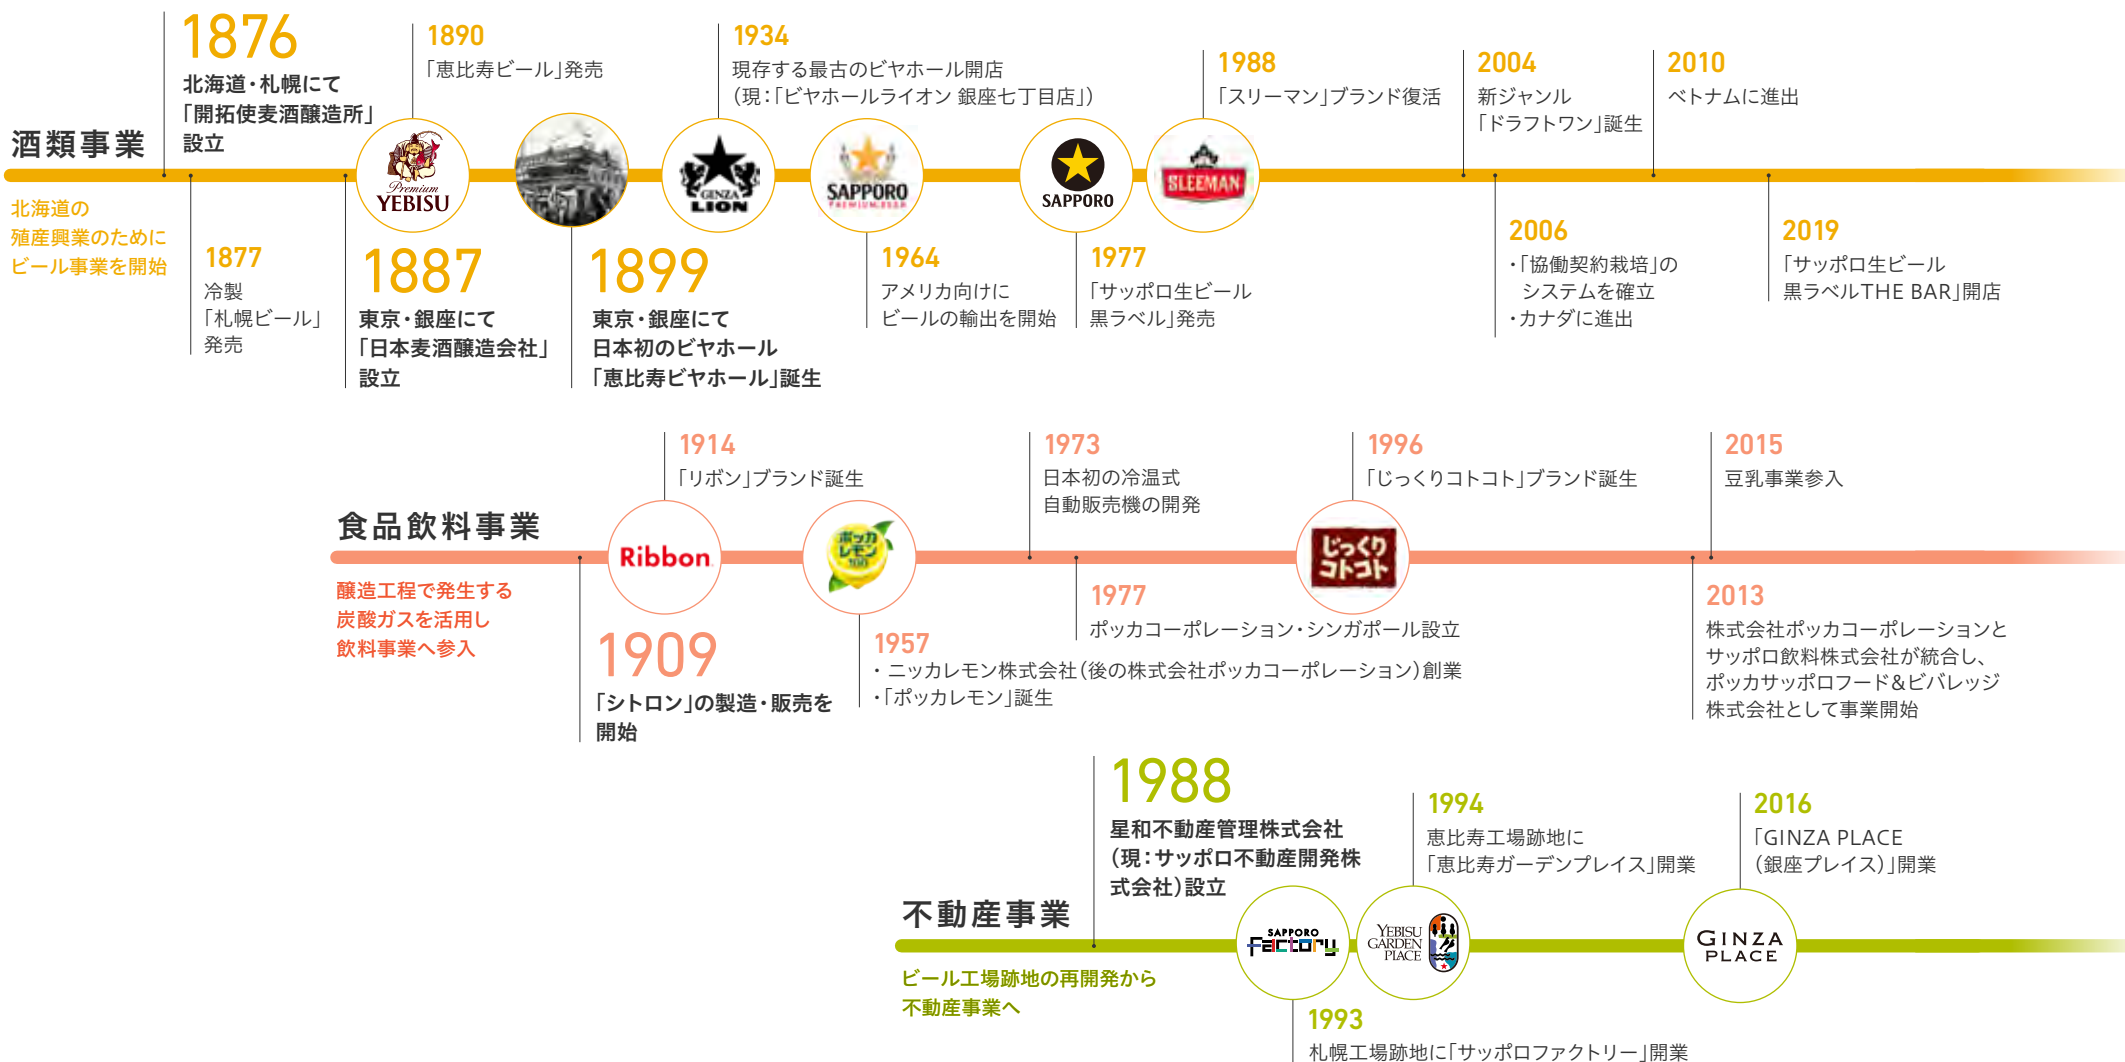 酒類事業
北海道の
殖産興業のために
ビール事業を開始
1876
北海道・札幌にて
「開拓使麦酒醸造所」
設立
1877
冷製
「札幌ビール」
発売
1887
東京・銀座にて
「日本麦酒醸造会社」
設立
1890
「恵比寿ビール」発売
Premium
YEBISU
1899
東京・銀座にて
日本初のビヤホール
「恵比寿ビヤホール」誕生
1934
現存する最古のビヤホール開店
（現：「ビヤホールライオン 銀座七丁目店」）
GINZA
LION
1964
アメリカ向けに
ビールの輸出を開始
SAPPORO
PREMIUM BEER
1977
「サッポロ生ビール
黒ラベル」発売
SAPPORO
1988
「スリーマン」ブランド復活
SLEEMAN
2004
新ジャンル
「ドラフトワン」誕生
2006
・「協働契約栽培」の
システムを確立
・カナダに進出
2010
ベトナムに進出
2019
「サッポロ生ビール
黒ラベルTHE BAR」開店
食品飲料事業
醸造工程で発生する
炭酸ガスを活用し
飲料事業へ参入
1909
「シトロン」の製造・販売を
開始
1914
「リボン」ブランド誕生
Ribbon
1957
・ニッカレモン株式会社（後の株式会社ポッカコーポレーション）創業
・「ポッカレモン」誕生
ポッカ
レモン
100
1973
日本初の冷温式
自動販売機の開発
1977
ポッカコーポレーション・シンガポール設立
1996
「じっくりコトコト」ブランド誕生
じっくり
コトコト
2013
株式会社ポッカコーポレーションと
サッポロ飲料株式会社が統合し、
ポッカサッポロフード&ビバレッジ
株式会社として事業開始
2015
豆乳事業参入
不動産事業
ビール工場跡地の再開発から
不動産事業へ
1988
星和不動産管理株式会社
（現：サッポロ不動産開発株
式会社）設立
1993
札幌工場跡地に「サッポロファクトリー」開業
SAPPORO
Factory
1994
恵比寿工場跡地に
「恵比寿ガーデンプレイス」開業
YEBISU
GARDEN
PLACE
2016
「GINZA PLACE
（銀座プレイス）」開業
GINZA
PLACE